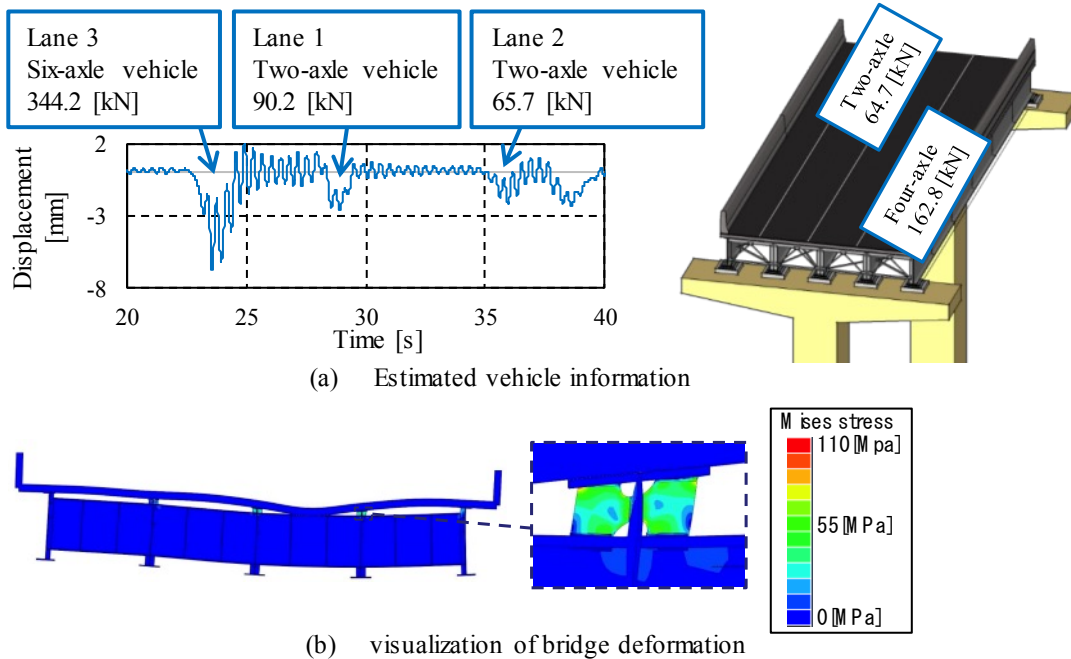 Lane 3
Six-axle vehicle
344.2 [kN]
Lane 1
Two-axle vehicle
90.2 [kN]
Lane 2
Two-axle vehicle
65.7 [kN]
Two-axle
64.7 [kN]
Four-axle
162.8 [kN]
Displacement
[mm]
2
-3
-8
20
25
30
35
40
Time [s]
(a) Estimated vehicle information
Mises stress
110[Mpa]
55[MPa]
0[MPa]
(b) visualization of bridge deformation